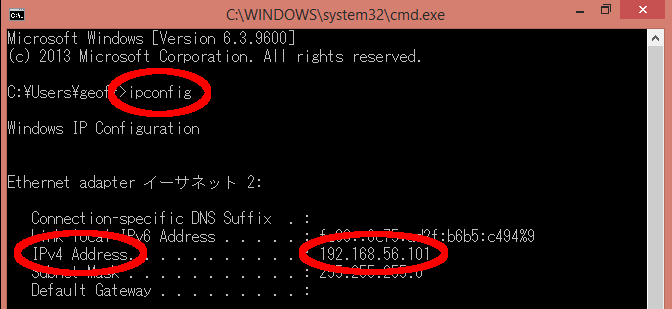 C:\WINDOWS\system32\cmd.exe
Microsoft Windows [Version 6.3.9600]
(c) 2013 Microsoft Corporation. All rights reserved.
C:¥Users¥geof >ipconfig
Windows IP Configuration
Ethernet adapter イーサネット 2:
Connection-specific DNS Suffix . :
Link-local IPv6 Address . . . . . : :b6b5:c494%9
IPv4 Address. . . . . . . . . . . : 192.168.56.101
Subnet Mask . . . . . . . . . . . : 255.255.255.0
Default Gateway . . . . . . . . . :